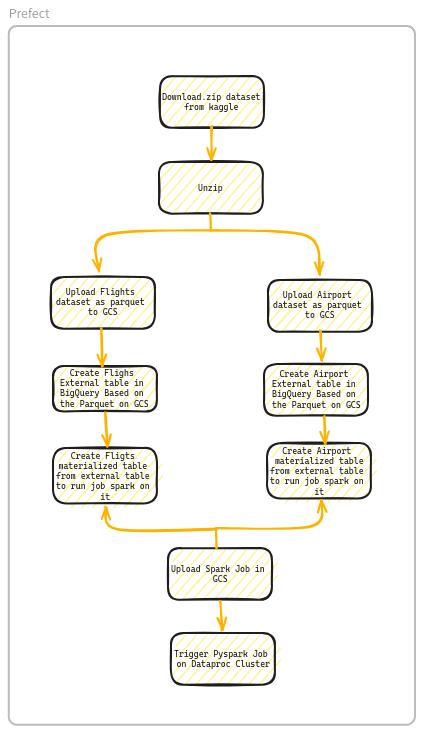 Prefect
Download.zip dataset
from kaggle
Unzip
Upload Flights
dataset as parquet
to GCS
Upload Airport
dataset as parquet
to GCS
Create Flighs
External table in
BigQuery Based on
the Parquet on GCS
Create Airport
External table in
BigQuery Based on
the Parquet on GCS
Create Fligts
materialized table
from external table
to run job spark on
it
Create Airport
materialized table
from external table
to run job spark on
it
Upload Spark Job in
GCS
Trigger Pyspark Job
on Dataproc Cluster